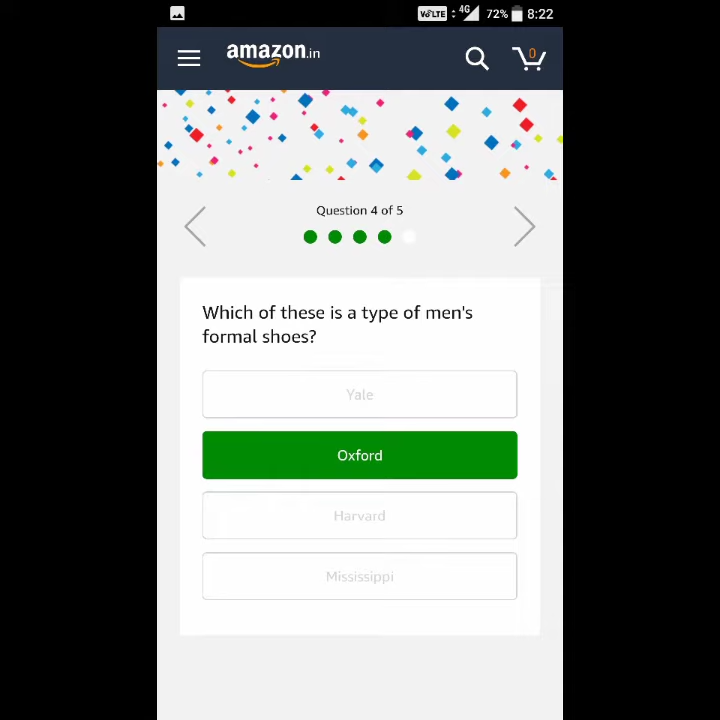 VoLTE 4G 72% 8:22
amazon.in 0
Question 4 of 5
Which of these is a type of men's
formal shoes?
Yale
Oxford
Harvard
Mississippi